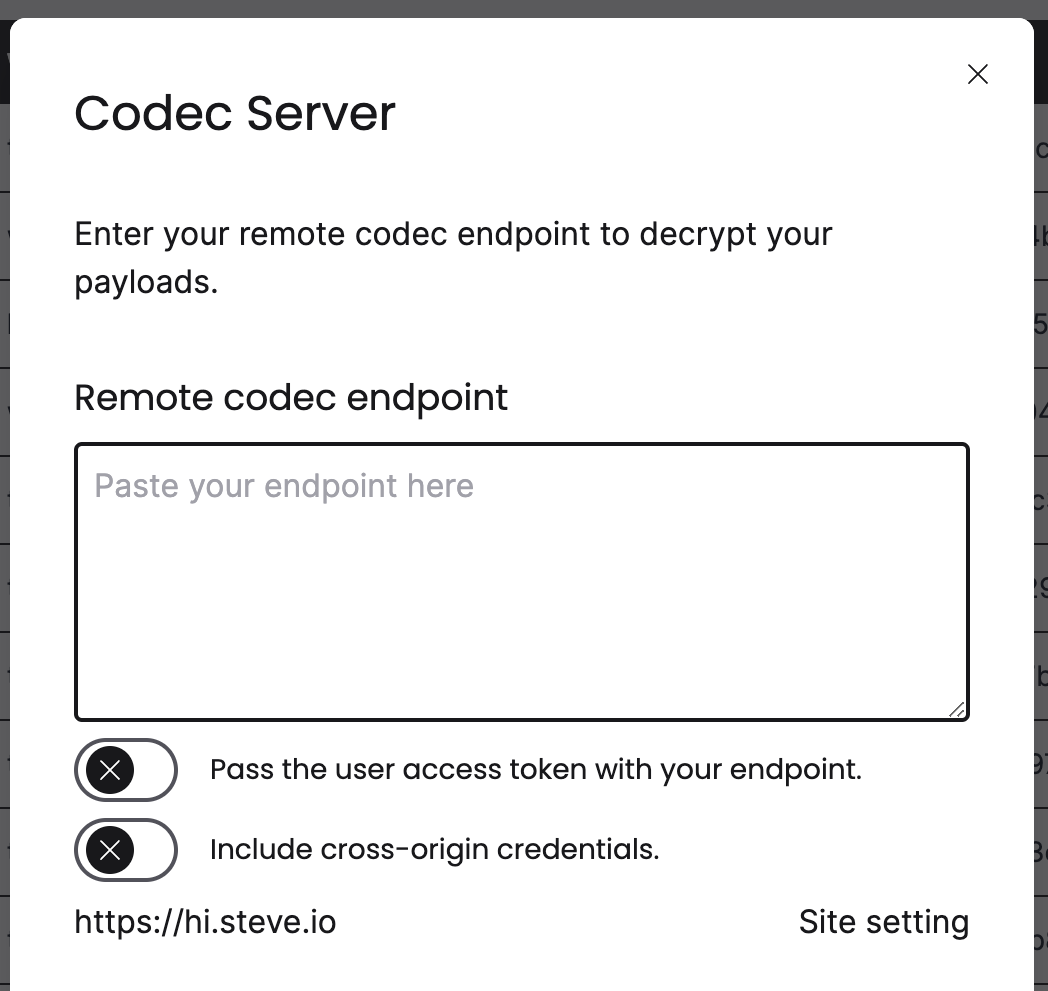 Codec Server
Enter your remote codec endpoint to decrypt your
payloads.
Remote codec endpoint
Paste your endpoint here
Pass the user access token with your endpoint.
Include cross-origin credentials.
https://hi.steve.io Site setting